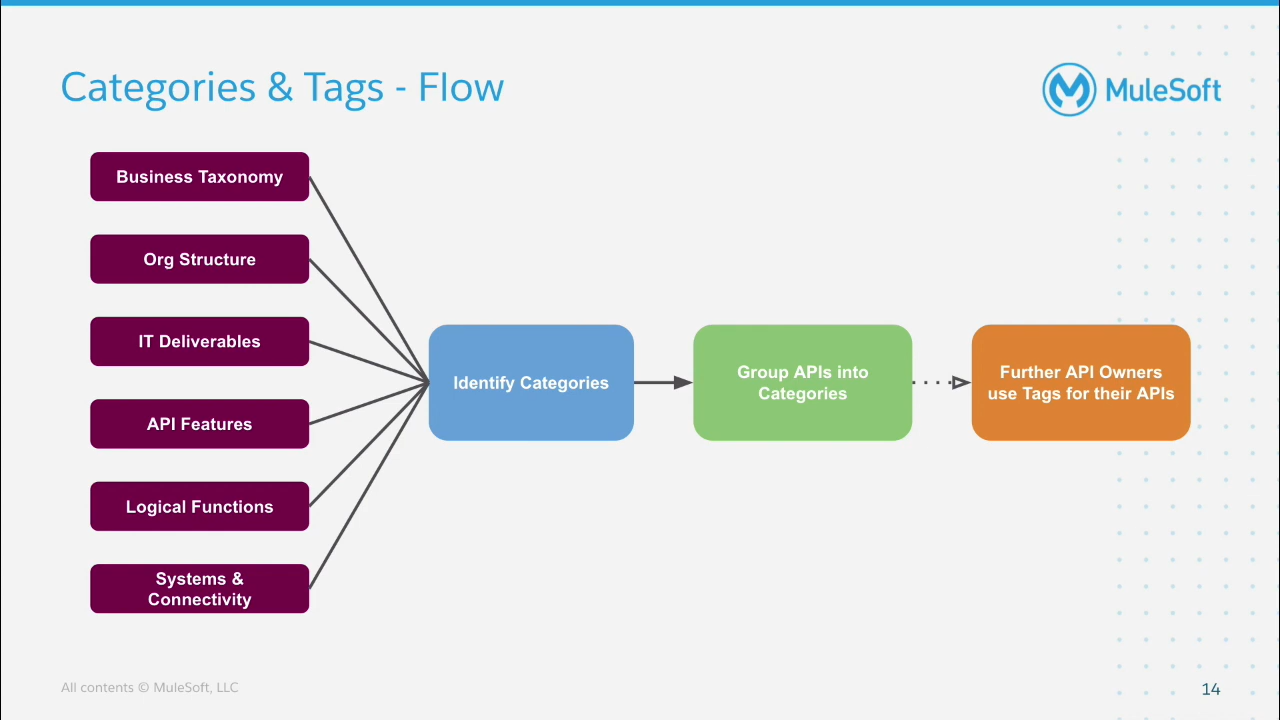 Categories & Tags - Flow
MuleSoft
Business Taxonomy
Org Structure
IT Deliverables
API Features
Logical Functions
Systems &
Connectivity
Identify Categories
Group APIs into
Categories
Further API Owners
use Tags for their APIs
All contents © MuleSoft, LLC
14